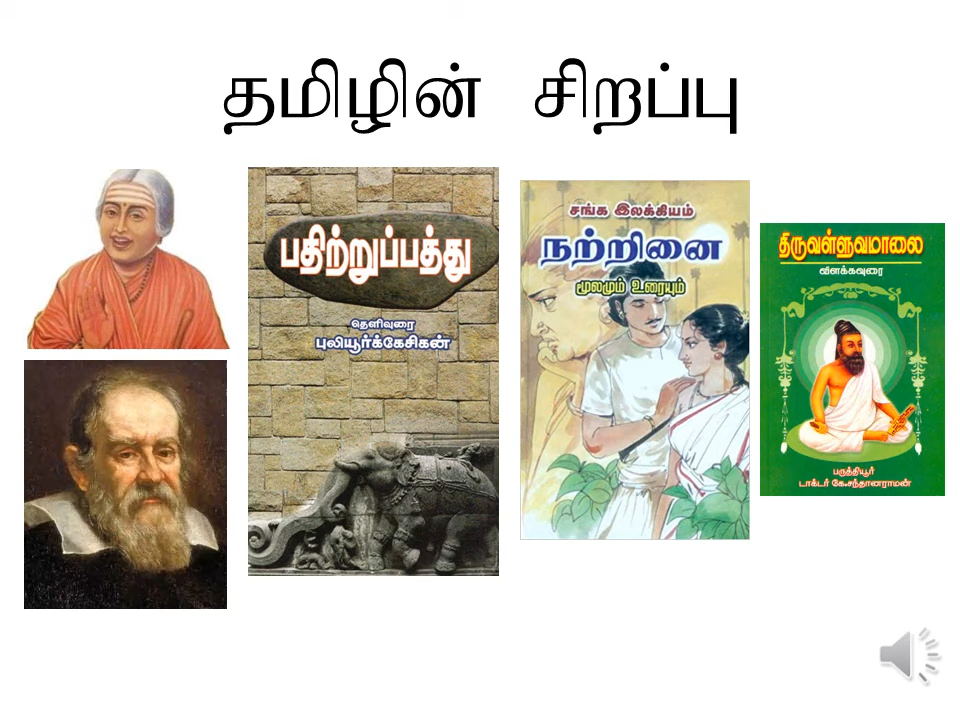 தமிழின் சிறப்பு
பதிற்றுப்பத்து
தெளிவுரை
புலியூர்க்கேசிகன்
சங்க இலக்கியம்
நற்றிணை
மூலமும் உரையும்
திருவள்ளுவமாலை
விளக்கவுரை
பருத்தியூர்
டாக்டர் கே.சந்தானராமன்